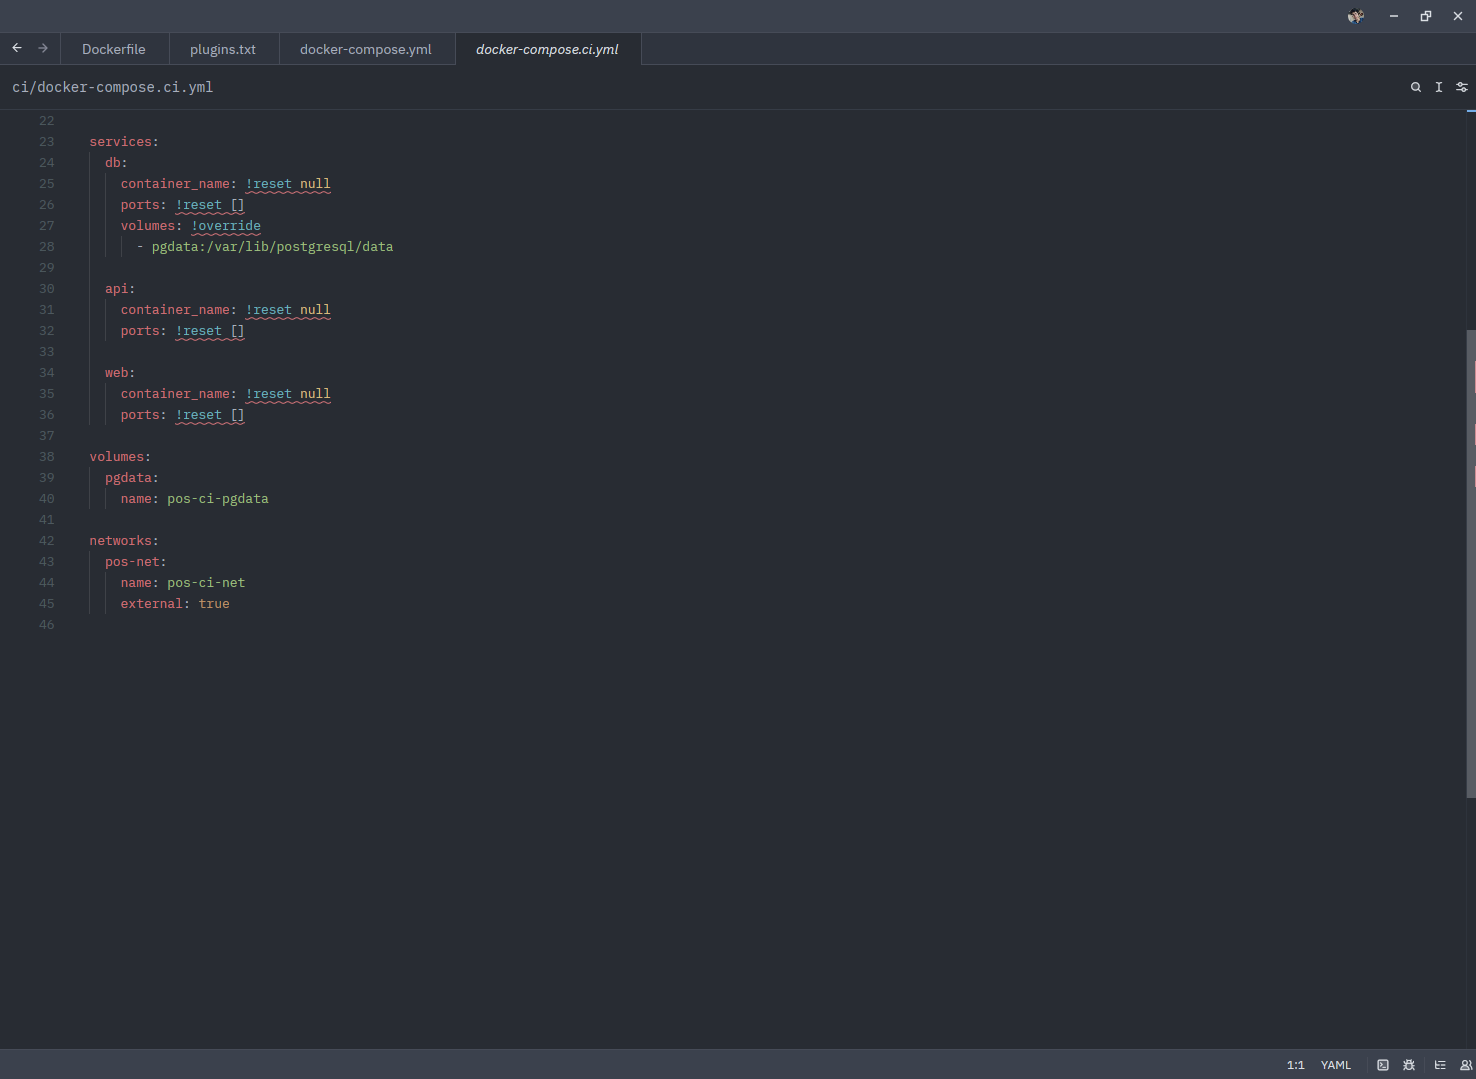 Dockerfile
plugins.txt
docker-compose.yml
docker-compose.ci.yml
ci/docker-compose.ci.yml
22
23 services:
24 db:
25 container_name: !reset null
26 ports: !reset []
27 volumes: !override
28 - pgdata:/var/lib/postgresql/data
29
30 api:
31 container_name: !reset null
32 ports: !reset []
33
34 web:
35 container_name: !reset null
36 ports: !reset []
37
38 volumes:
39 pgdata:
40 name: pos-ci-pgdata
41
42 networks:
43 pos-net:
44 name: pos-ci-net
45 external: true
46
1:1 YAML